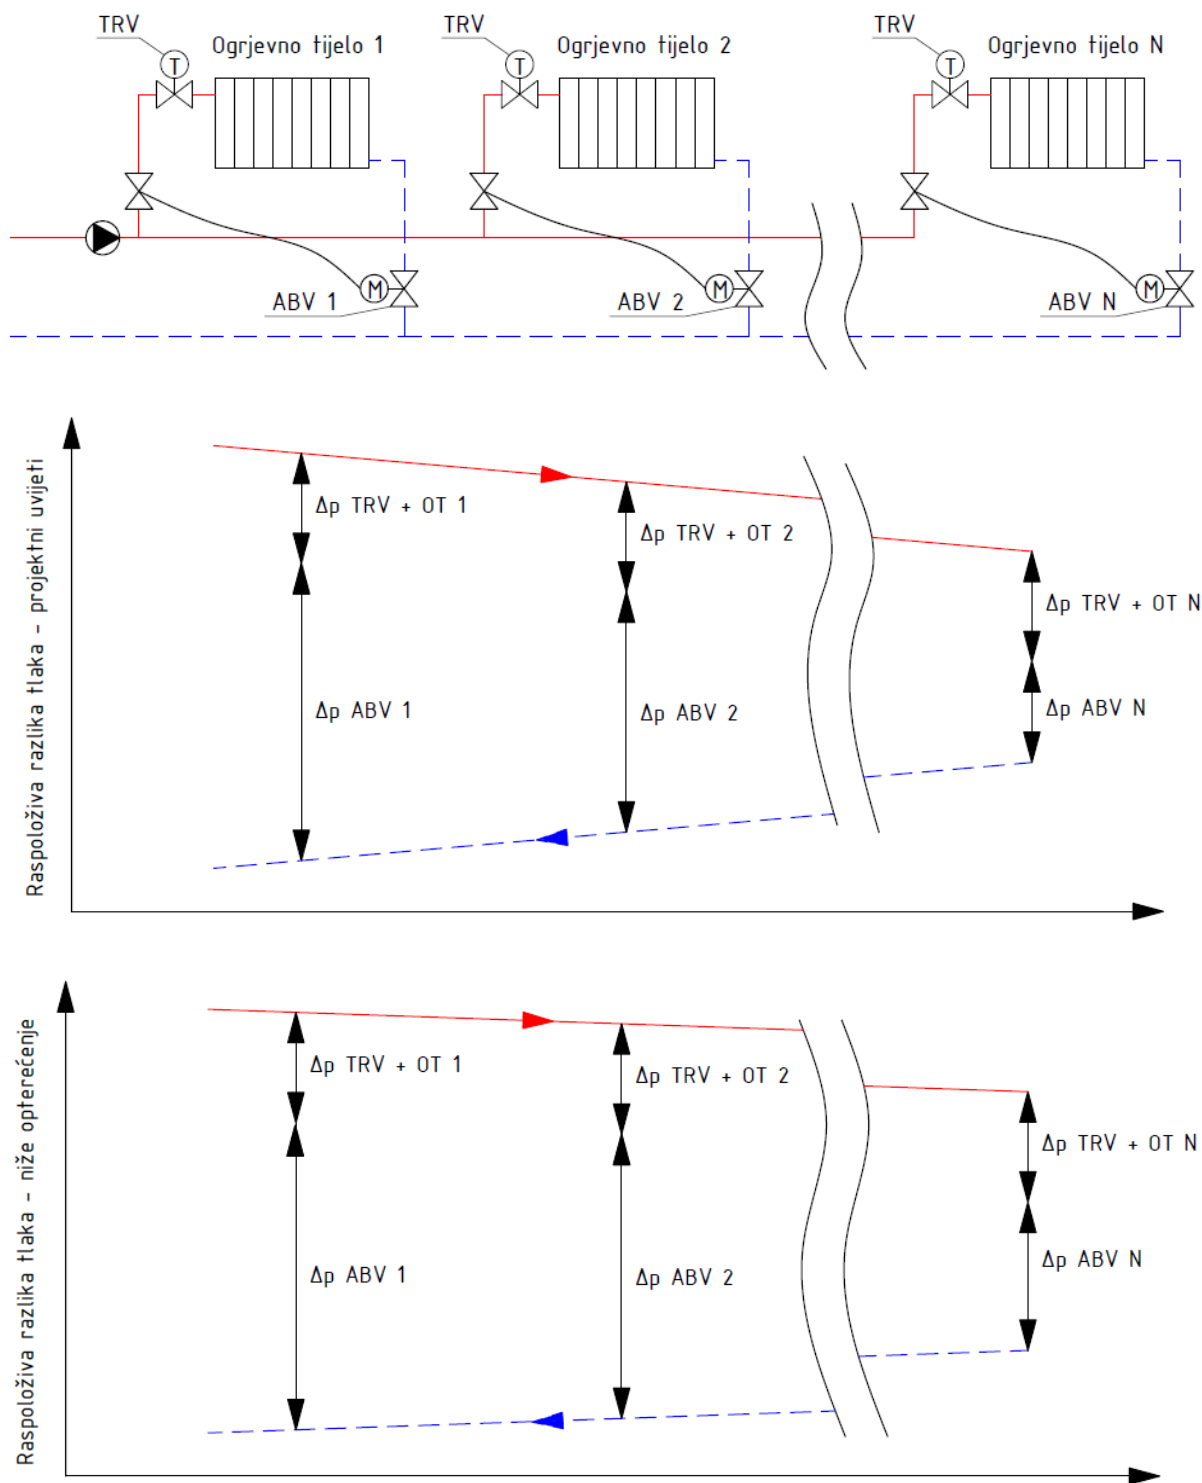 TRV
TRV
TRV
Ogrjevno tijelo 1
Ogrjevno tijelo 2
Ogrjevno tijelo N
T
T
T
M
M
M
ABV 1
ABV 2
ABV N
Raspoloživa razlika tlaka - projektni uvijeti
Δp TRV + OT 1
Δp TRV + OT 2
Δp TRV + OT N
Δp ABV 1
Δp ABV 2
Δp ABV N
Raspoloživa razlika tlaka - niže opterećenje
Δp TRV + OT 1
Δp TRV + OT 2
Δp TRV + OT N
Δp ABV 1
Δp ABV 2
Δp ABV N